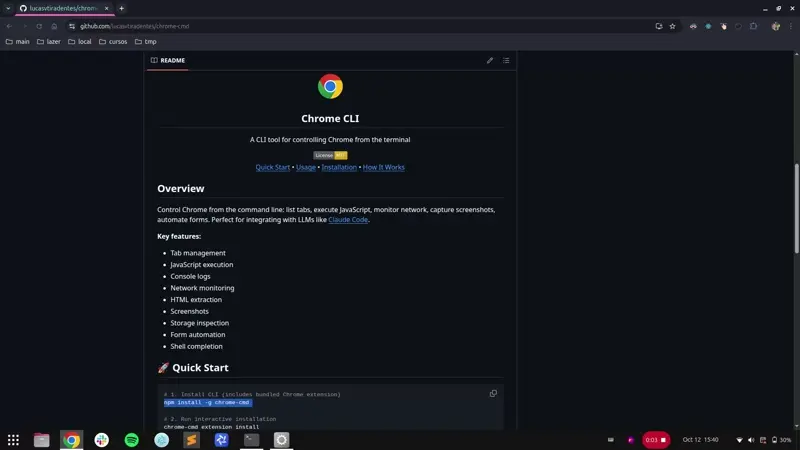 lucasvtiradentes/chrome-
github.com/lucasvtiradentes/chrome-cmd
main
lazer
local
cursos
tmp
README
Chrome CLI
A CLI tool for controlling Chrome from the terminal
License MIT
Quick Start • Usage • Installation • How It Works
Overview
Control Chrome from the command line: list tabs, execute JavaScript, monitor network, capture screenshots,
automate forms. Perfect for integrating with LLMs like Claude Code.
Key features:
• Tab management
• JavaScript execution
• Console logs
• Network monitoring
• HTML extraction
• Screenshots
• Storage inspection
• Form automation
• Shell completion
🚀 Quick Start
# 1. Install CLI (includes bundled Chrome extension)
npm install -g chrome-cmd
# 2. Run interactive installation
chrome-cmd extension install
0:03
Oct 12 15:40
30%